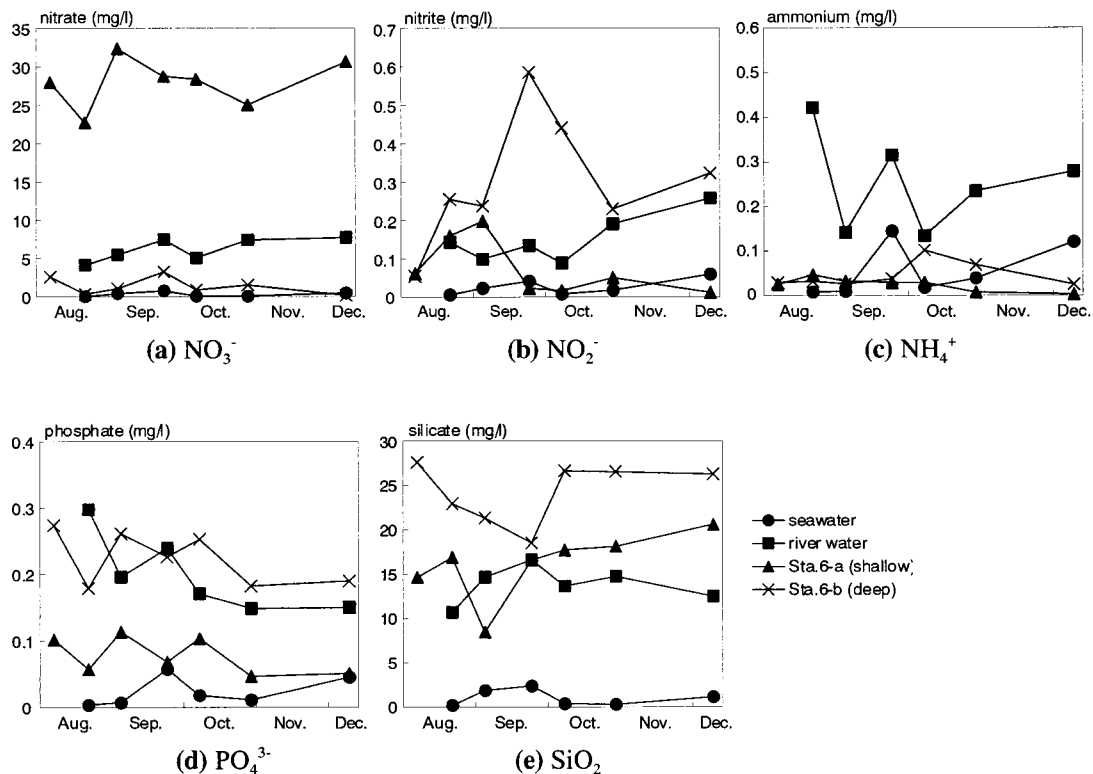 nitrate (mg/l)
35
30
25
20
15
10
5
0
Aug. Sep. Oct. Nov. Dec.
(a) NO₃⁻
nitrite (mg/l)
0.7
0.6
0.5
0.4
0.3
0.2
0.1
0
Aug. Sep. Oct. Nov. Dec.
(b) NO₂⁻
ammonium (mg/l)
0.6
0.5
0.4
0.3
0.2
0.1
0
Aug. Sep. Oct. Nov. Dec.
(c) NH₄⁺
phosphate (mg/l)
0.4
0.3
0.2
0.1
0
Aug. Sep. Oct. Nov. Dec.
(d) PO₄³⁻
silicate (mg/l)
30
25
20
15
10
5
0
Aug. Sep. Oct. Nov. Dec.
(e) SiO₂
seawater
river water
Sta.6-a (shallow)
Sta.6-b (deep)